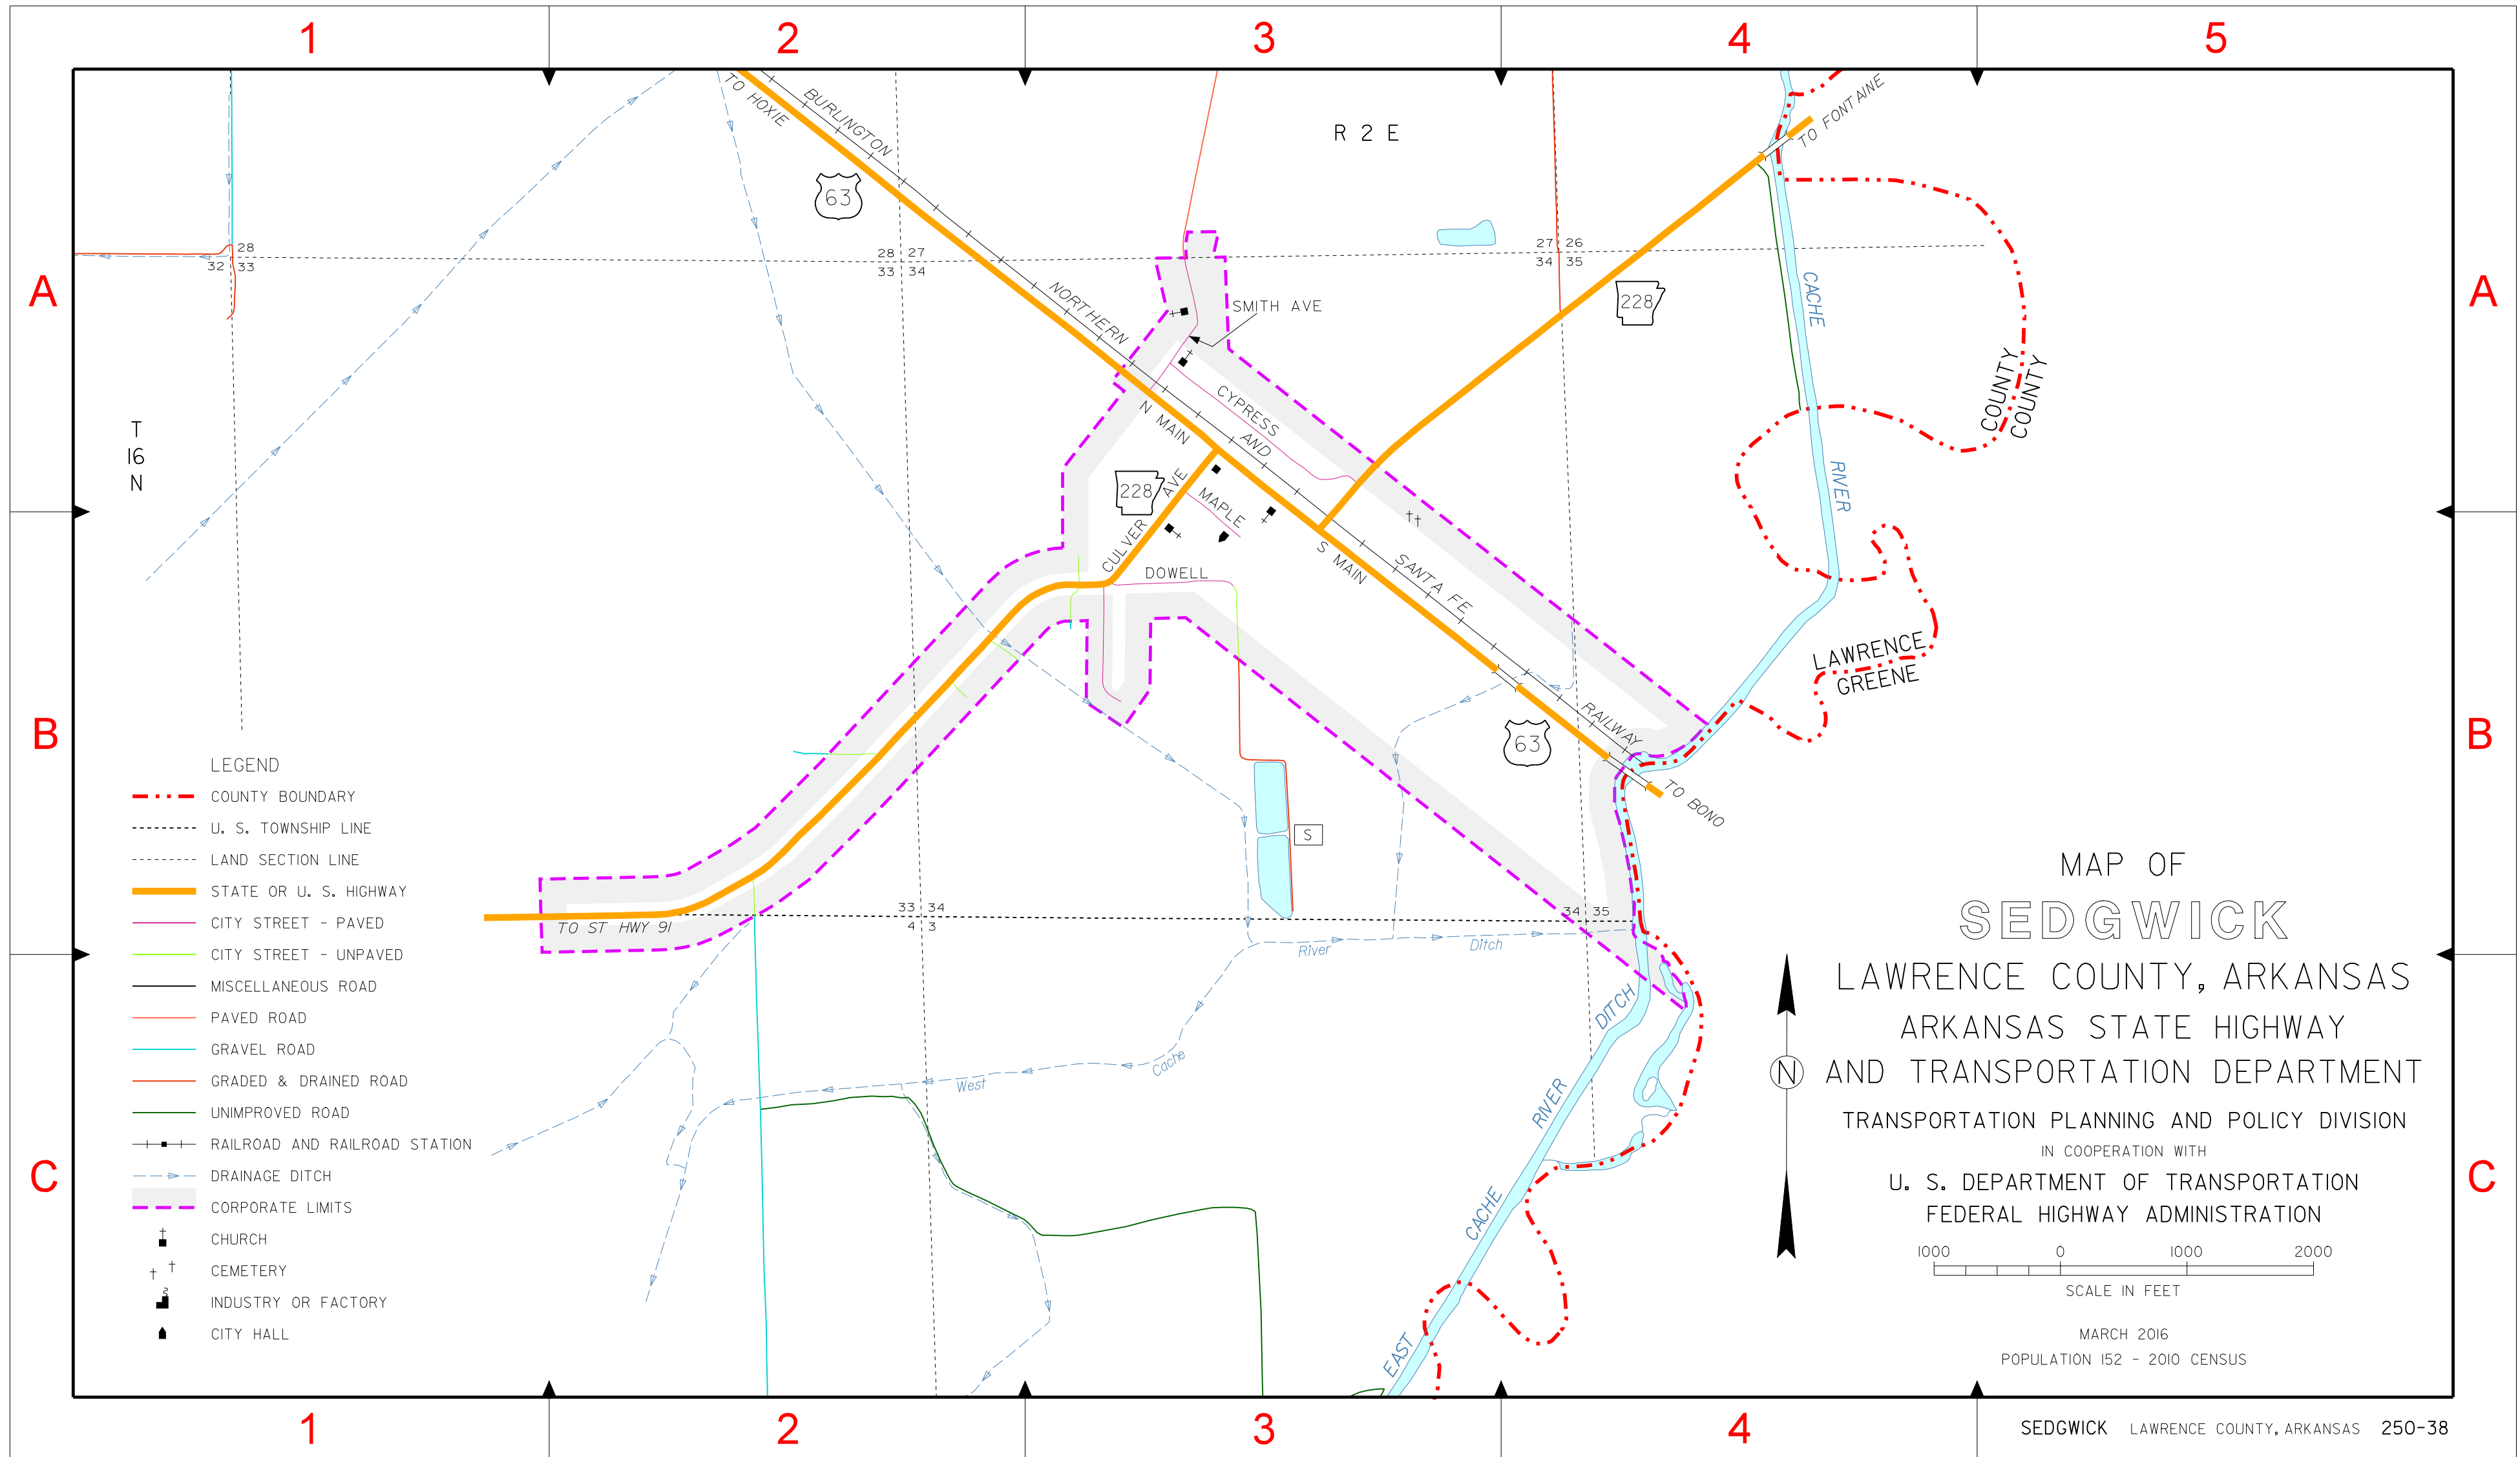 1 2 3 4 5
A
A
B
B
C
C
1 2 3 4
TO HOXIE
BURLINGTON
63
R 2 E
TO FONTAINE
28
32 33
28 27
33 34
27 26
34 35
228
NORTHERN
SMITH AVE
CACHE
COUNTY
COUNTY
T
16
N
CYPRESS
N MAIN
AND
RIVER
228
CULVER AVE
MAPLE
DOWELL
S MAIN
SANTA FE
LAWRENCE
GREENE
RAILWAY
63
TO BONO
S
33 34
4 3
34 35
TO ST HWY 91
River Ditch
West Cache
EAST CACHE RIVER DITCH
LEGEND
COUNTY BOUNDARY
U. S. TOWNSHIP LINE
LAND SECTION LINE
STATE OR U. S. HIGHWAY
CITY STREET - PAVED
CITY STREET - UNPAVED
MISCELLANEOUS ROAD
PAVED ROAD
GRAVEL ROAD
GRADED & DRAINED ROAD
UNIMPROVED ROAD
RAILROAD AND RAILROAD STATION
DRAINAGE DITCH
CORPORATE LIMITS
CHURCH
CEMETERY
INDUSTRY OR FACTORY
CITY HALL
MAP OF
SEDGWICK
LAWRENCE COUNTY, ARKANSAS
ARKANSAS STATE HIGHWAY
AND TRANSPORTATION DEPARTMENT
N
TRANSPORTATION PLANNING AND POLICY DIVISION
IN COOPERATION WITH
U. S. DEPARTMENT OF TRANSPORTATION
FEDERAL HIGHWAY ADMINISTRATION
1000 0 1000 2000
SCALE IN FEET
MARCH 2016
POPULATION 152 - 2010 CENSUS
SEDGWICK LAWRENCE COUNTY, ARKANSAS 250-38